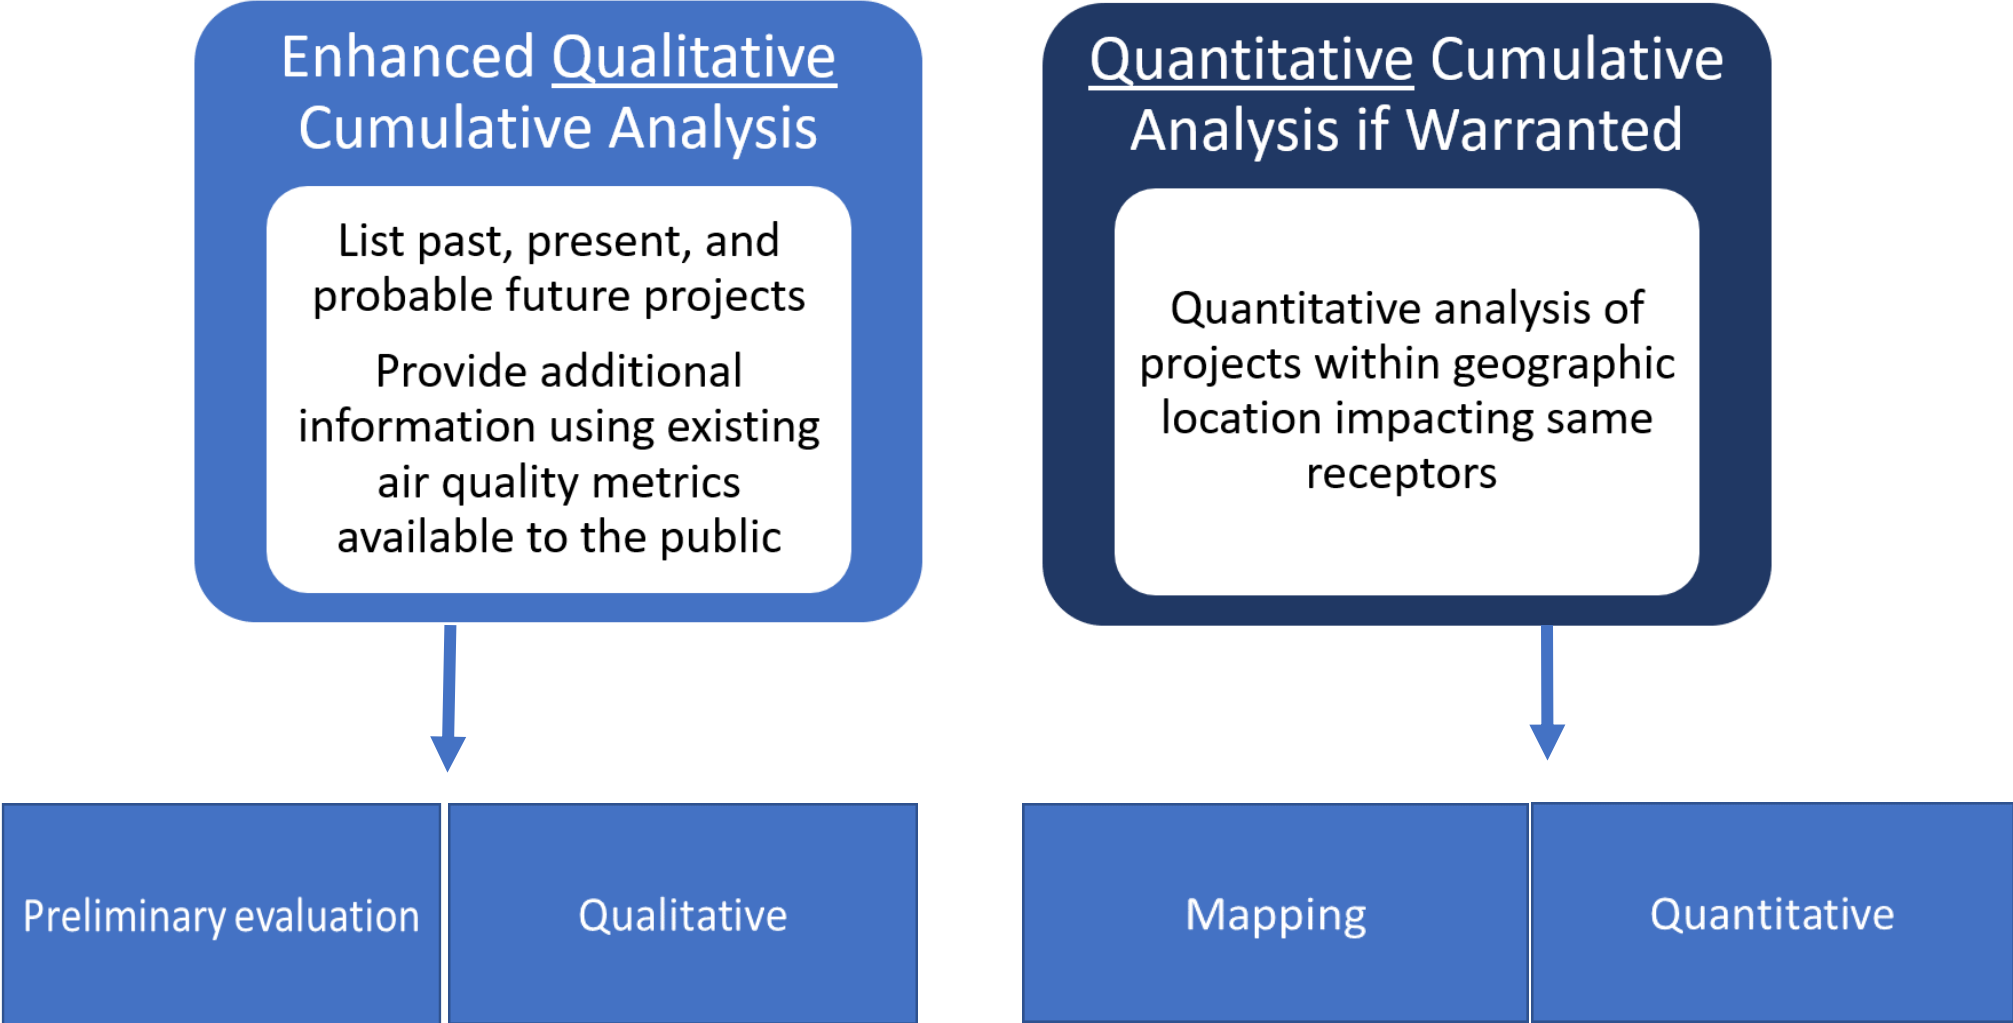 Enhanced Qualitative
Cumulative Analysis
List past, present, and
probable future projects
Provide additional
information using existing
air quality metrics
available to the public
Quantitative Cumulative
Analysis if Warranted
Quantitative analysis of
projects within geographic
location impacting same
receptors
Preliminary evaluation
Qualitative
Mapping
Quantitative